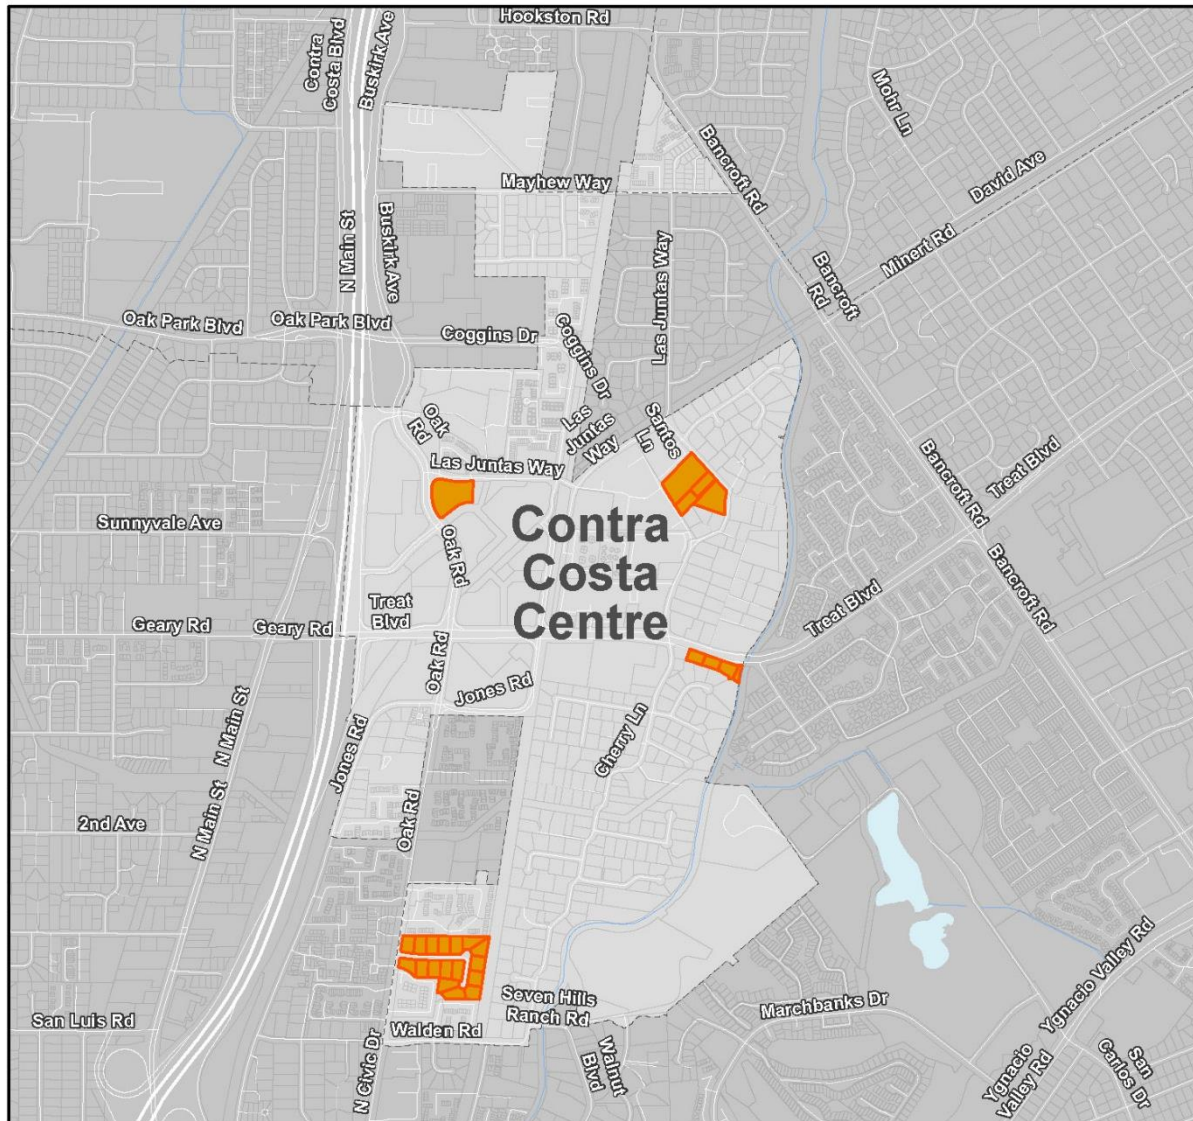 Hookston Rd
Contra
Costa Blvd
Buskirk Ave
Mohr Ln
Bancroft Rd
David Ave
Mayhew Way
N Main St
Buskirk Ave
Las Juntas Way
Minert Rd
Bancroft
Rd
Oak Park Blvd
Oak Park Blvd
Coggins Dr
Coggins Dr
Oak
Rd
Las
Juntas
Way
Santos
Ln
Las Juntas Way
Bancroft Rd
Treat Blvd
Sunnyvale Ave
Oak Rd
Contra
Costa
Centre
Bancroft Rd
Treat Blvd
Geary Rd
Geary Rd
Treat
Blvd
Oak Rd
Jones Rd
N Main St
Jones Rd
Cherry Ln
2nd Ave
N Main St
Oak Rd
San Luis Rd
Walden Rd
Seven Hills
Ranch Rd
Marchbanks Dr
Ygnacio Valley Rd
N Civic Dr
Walnut
Blvd
Ygnacio
Valley Rd
San
Carlos Dr